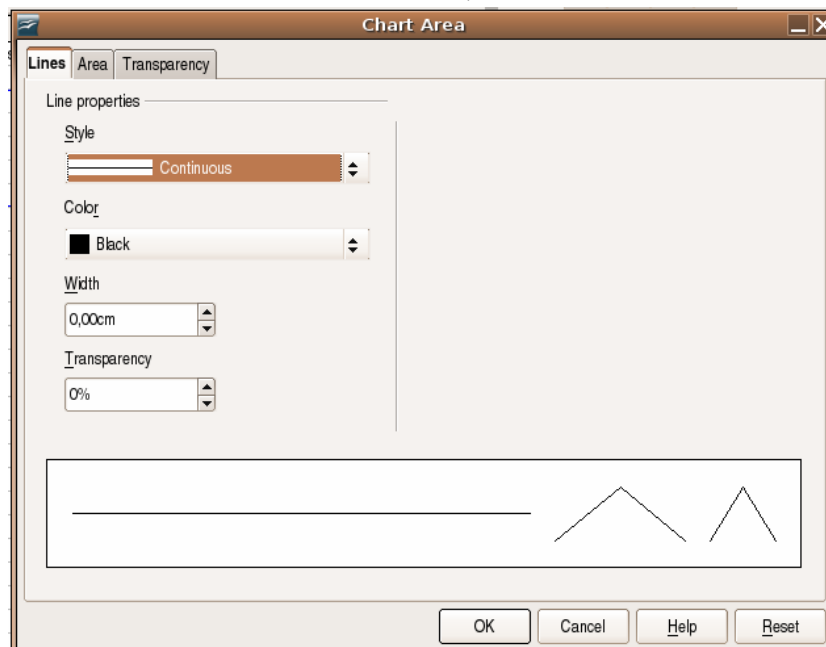 Chart Area
Lines Area Transparency
Line properties
Style
Continuous
Color
Black
Width
0,00cm
Transparency
0%
OK Cancel Help Reset